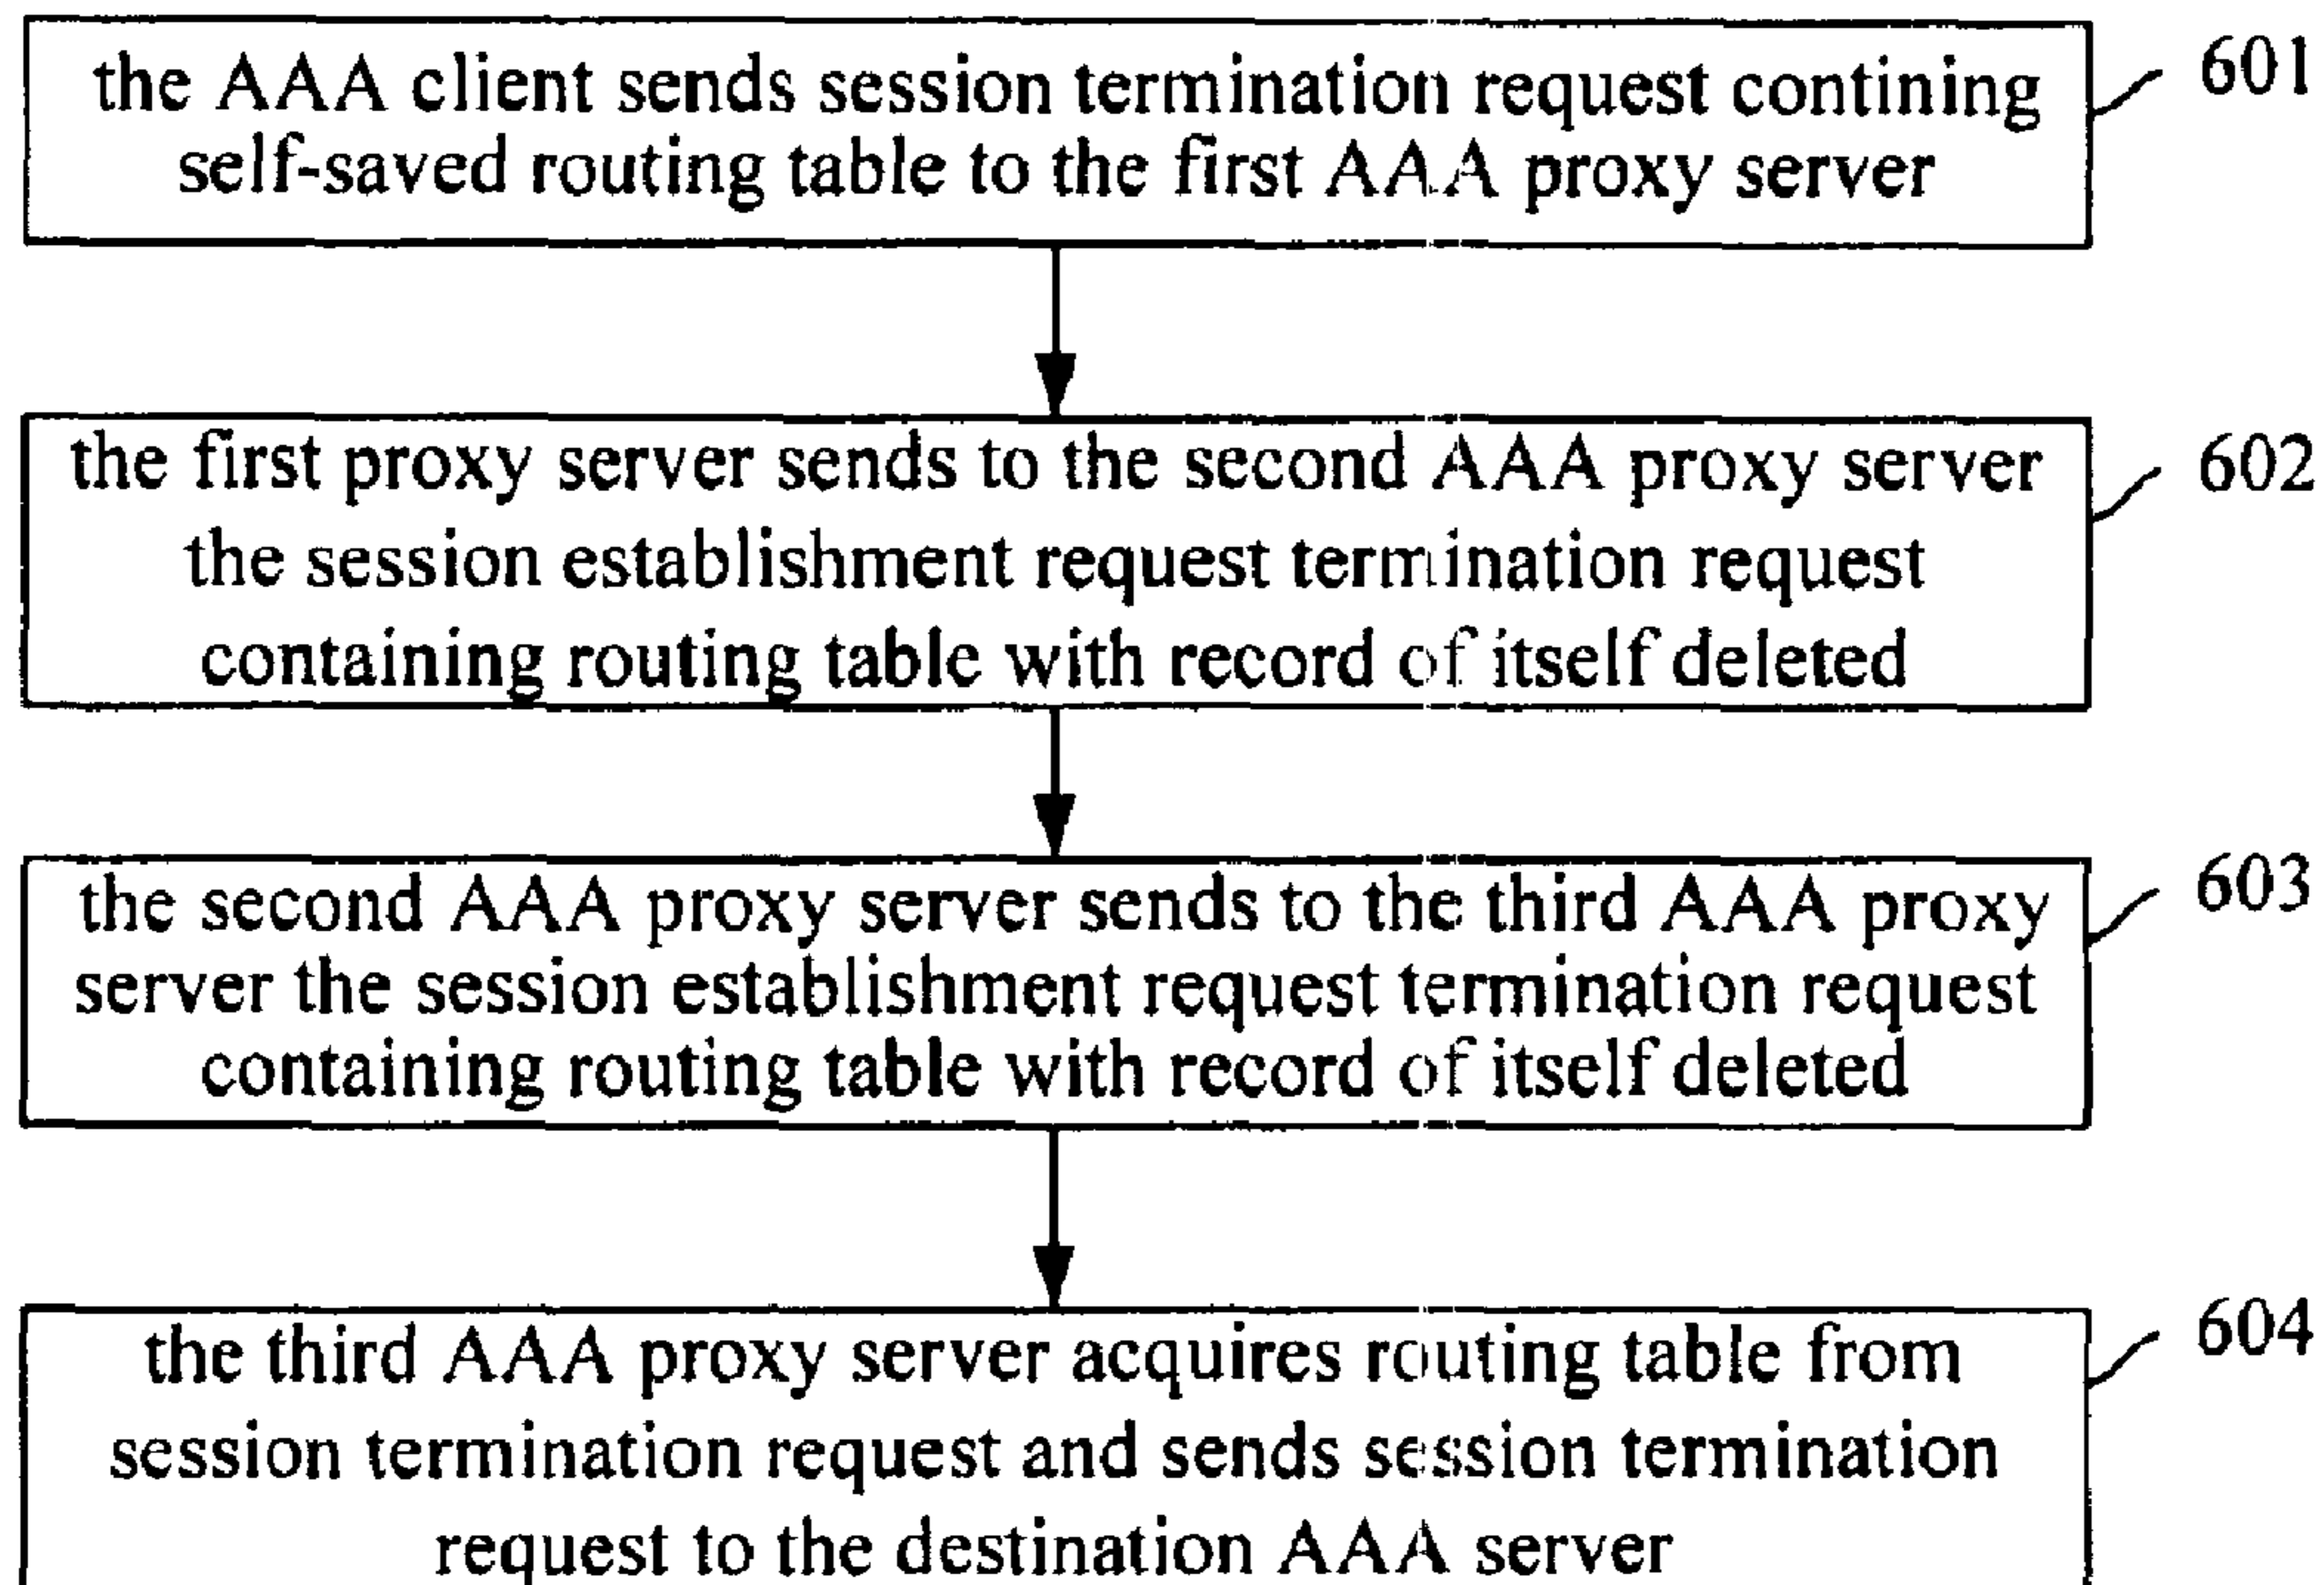 the AAA client sends session termination request contining
self-saved routing table to the first AAA proxy server
601
the first proxy server sends to the second AAA proxy server
the session establishment request termination request
containing routing table with record of itself deleted
602
the second AAA proxy server sends to the third AAA proxy
server the session establishment request termination request
containing routing table with record of itself deleted
603
the third AAA proxy server acquires routing table from
session termination request and sends session termination
request to the destination AAA server
604